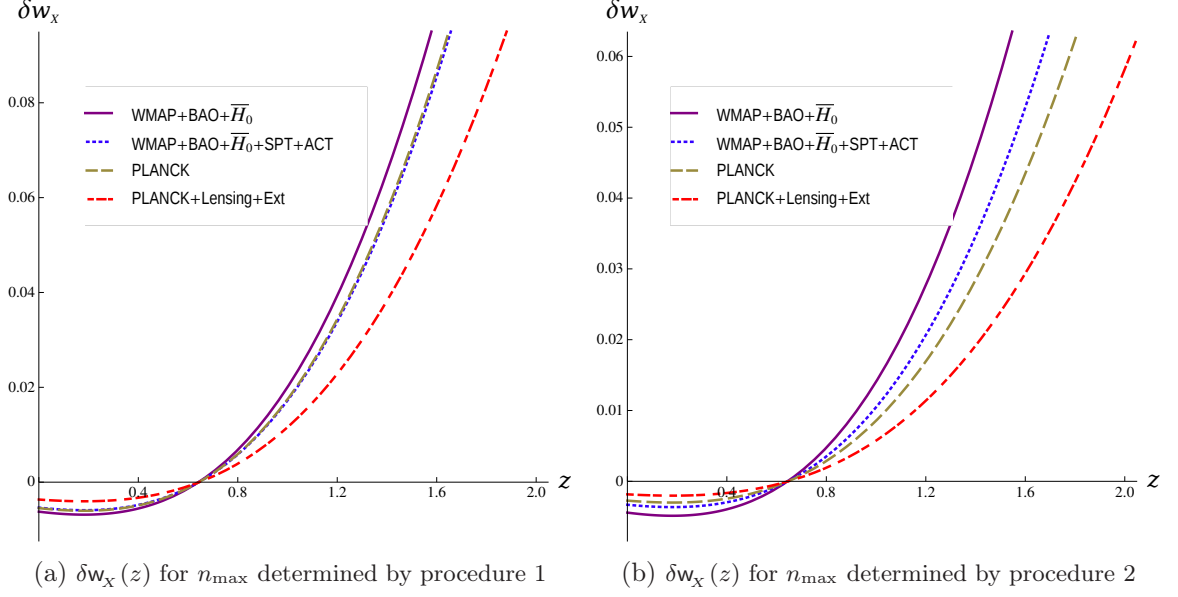 δw_X
0.08
0.06
0.04
0.02
0
0.4
0.8
1.2
1.6
2.0
z
WMAP+BAO+H̅₀
WMAP+BAO+H̅₀+SPT+ACT
PLANCK
PLANCK+Lensing+Ext
(a) δw_X(z) for n_max determined by procedure 1
δw_X
0.06
0.05
0.04
0.03
0.02
0.01
0
0.4
0.8
1.2
1.6
2.0
z
WMAP+BAO+H̅₀
WMAP+BAO+H̅₀+SPT+ACT
PLANCK
PLANCK+Lensing+Ext
(b) δw_X(z) for n_max determined by procedure 2